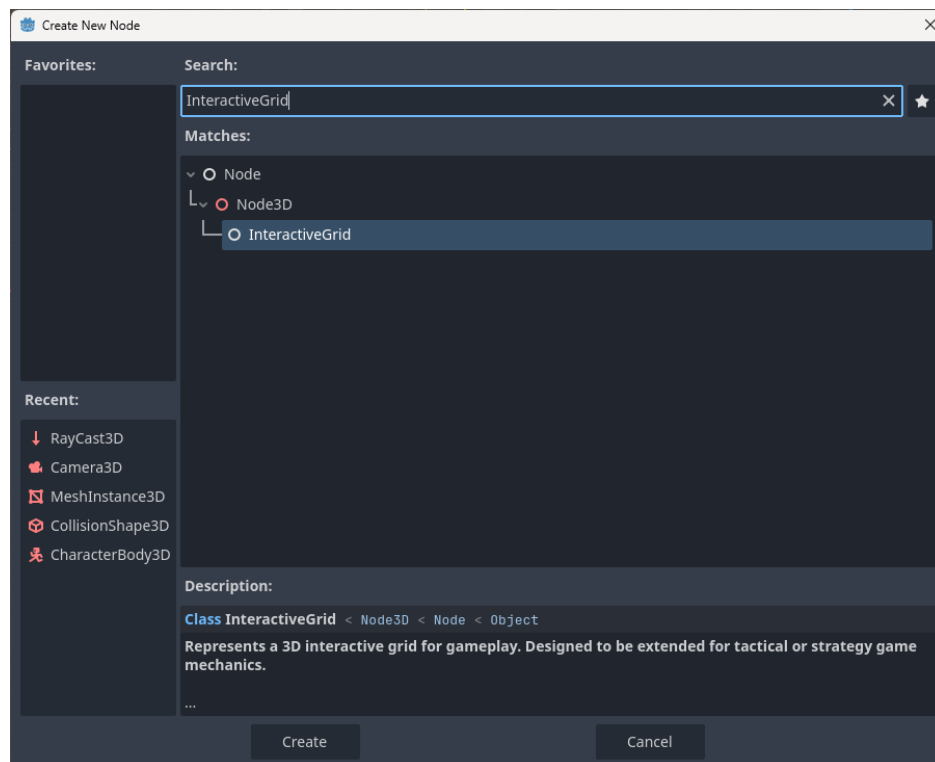 Create New Node
Favorites:
Search:
InteractiveGrid
Matches:
Node
Node3D
InteractiveGrid
Recent:
RayCast3D
Camera3D
MeshInstance3D
CollisionShape3D
CharacterBody3D
Description:
Class InteractiveGrid < Node3D < Node < Object
Represents a 3D interactive grid for gameplay. Designed to be extended for tactical or strategy game
mechanics.
...
Create
Cancel